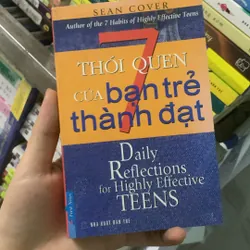 SEAN COVER
Author of the 7 Habits of Highly Effective Teens
7
THÓI QUEN
CỦA bạn trẻ
thành đạt
Daily
Reflections
for Highly Effective
TEENS
NHÀ XUẤT BẢN TRẺ